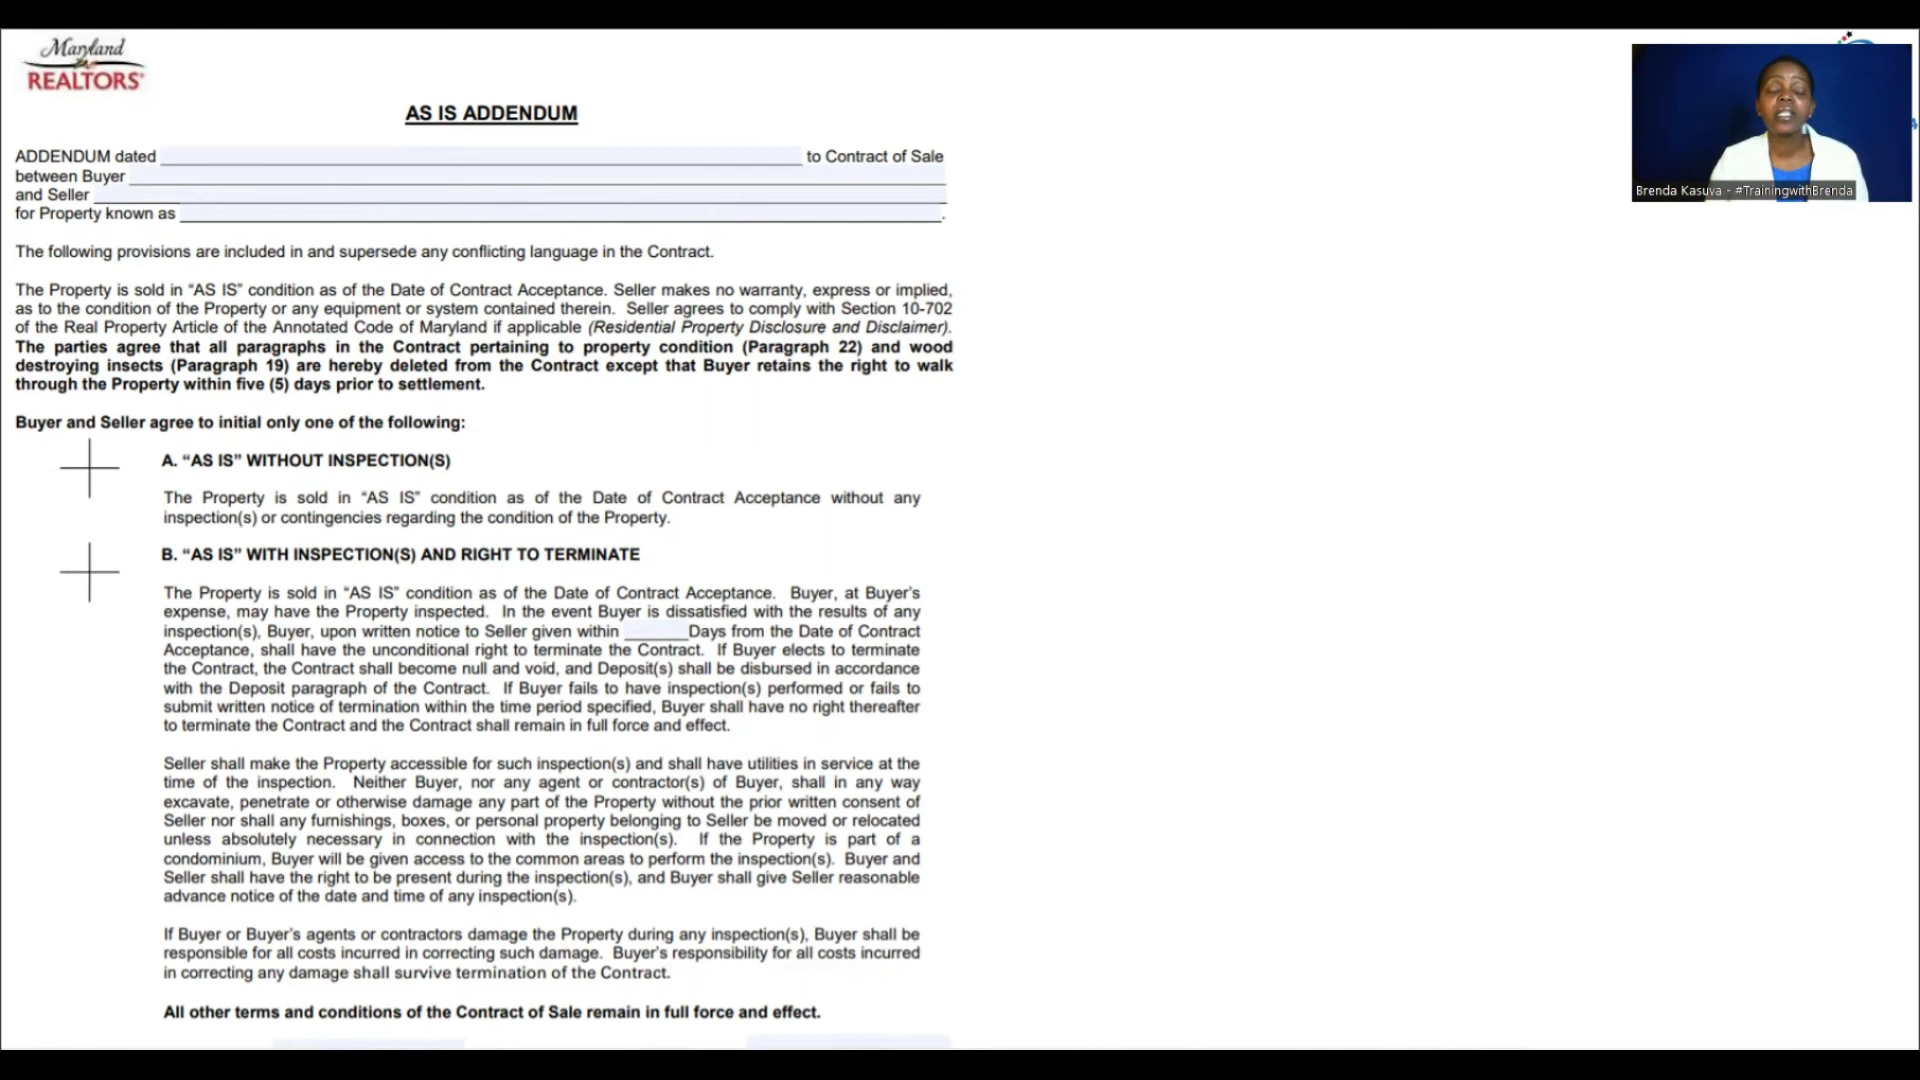 Maryland
REALTORS®
AS IS ADDENDUM
ADDENDUM dated to Contract of Sale
between Buyer
and Seller
for Property known as .
The following provisions are included in and supersede any conflicting language in the Contract.
The Property is sold in “AS IS” condition as of the Date of Contract Acceptance. Seller makes no warranty, express or implied,
as to the condition of the Property or any equipment or system contained therein. Seller agrees to comply with Section 10-702
of the Real Property Article of the Annotated Code of Maryland if applicable (Residential Property Disclosure and Disclaimer).
The parties agree that all paragraphs in the Contract pertaining to property condition (Paragraph 22) and wood
destroying insects (Paragraph 19) are hereby deleted from the Contract except that Buyer retains the right to walk
through the Property within five (5) days prior to settlement.
Buyer and Seller agree to initial only one of the following:
A. “AS IS” WITHOUT INSPECTION(S)
The Property is sold in “AS IS” condition as of the Date of Contract Acceptance without any
inspection(s) or contingencies regarding the condition of the Property.
B. “AS IS” WITH INSPECTION(S) AND RIGHT TO TERMINATE
The Property is sold in “AS IS” condition as of the Date of Contract Acceptance. Buyer, at Buyer’s
expense, may have the Property inspected. In the event Buyer is dissatisfied with the results of any
inspection(s), Buyer, upon written notice to Seller given within ______Days from the Date of Contract
Acceptance, shall have the unconditional right to terminate the Contract. If Buyer elects to terminate
the Contract, the Contract shall become null and void, and Deposit(s) shall be disbursed in accordance
with the Deposit paragraph of the Contract. If Buyer fails to have inspection(s) performed or fails to
submit written notice of termination within the time period specified, Buyer shall have no right thereafter
to terminate the Contract and the Contract shall remain in full force and effect.
Seller shall make the Property accessible for such inspection(s) and shall have utilities in service at the
time of the inspection. Neither Buyer, nor any agent or contractor(s) of Buyer, shall in any way
excavate, penetrate or otherwise damage any part of the Property without the prior written consent of
Seller nor shall any furnishings, boxes, or personal property belonging to Seller be moved or relocated
unless absolutely necessary in connection with the inspection(s). If the Property is part of a
condominium, Buyer will be given access to the common areas to perform the inspection(s). Buyer and
Seller shall have the right to be present during the inspection(s), and Buyer shall give Seller reasonable
advance notice of the date and time of any inspection(s).
If Buyer or Buyer’s agents or contractors damage the Property during any inspection(s), Buyer shall be
responsible for all costs incurred in correcting such damage. Buyer’s responsibility for all costs incurred
in correcting any damage shall survive termination of the Contract.
All other terms and conditions of the Contract of Sale remain in full force and effect.
Brenda Kasuva - #TrainingwithBrenda